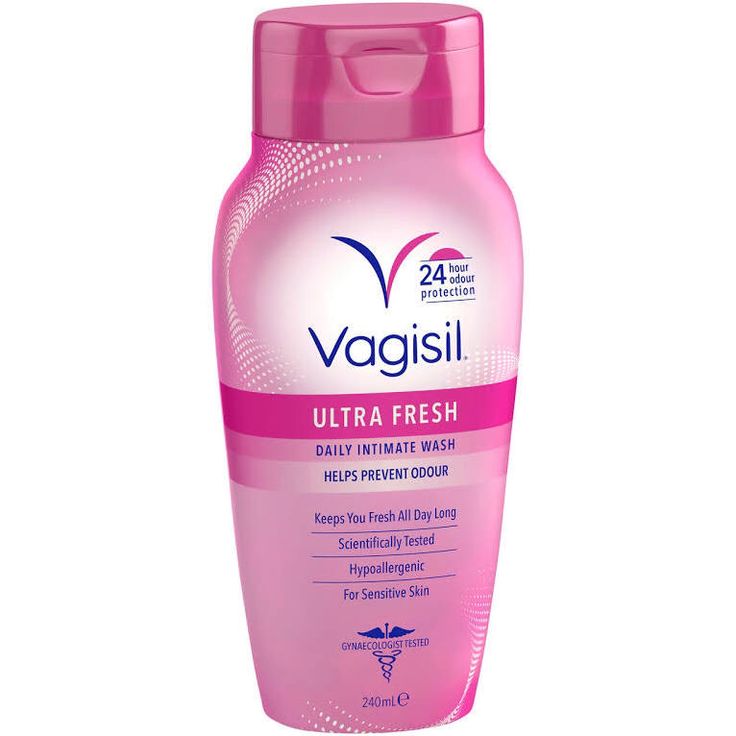 24 hour
odour
protection
Vagisil®
ULTRA FRESH
DAILY INTIMATE WASH
HELPS PREVENT ODOUR
Keeps You Fresh All Day Long
Scientifically Tested
Hypoallergenic
For Sensitive Skin
GYNAECOLOGIST TESTED
240mL℮